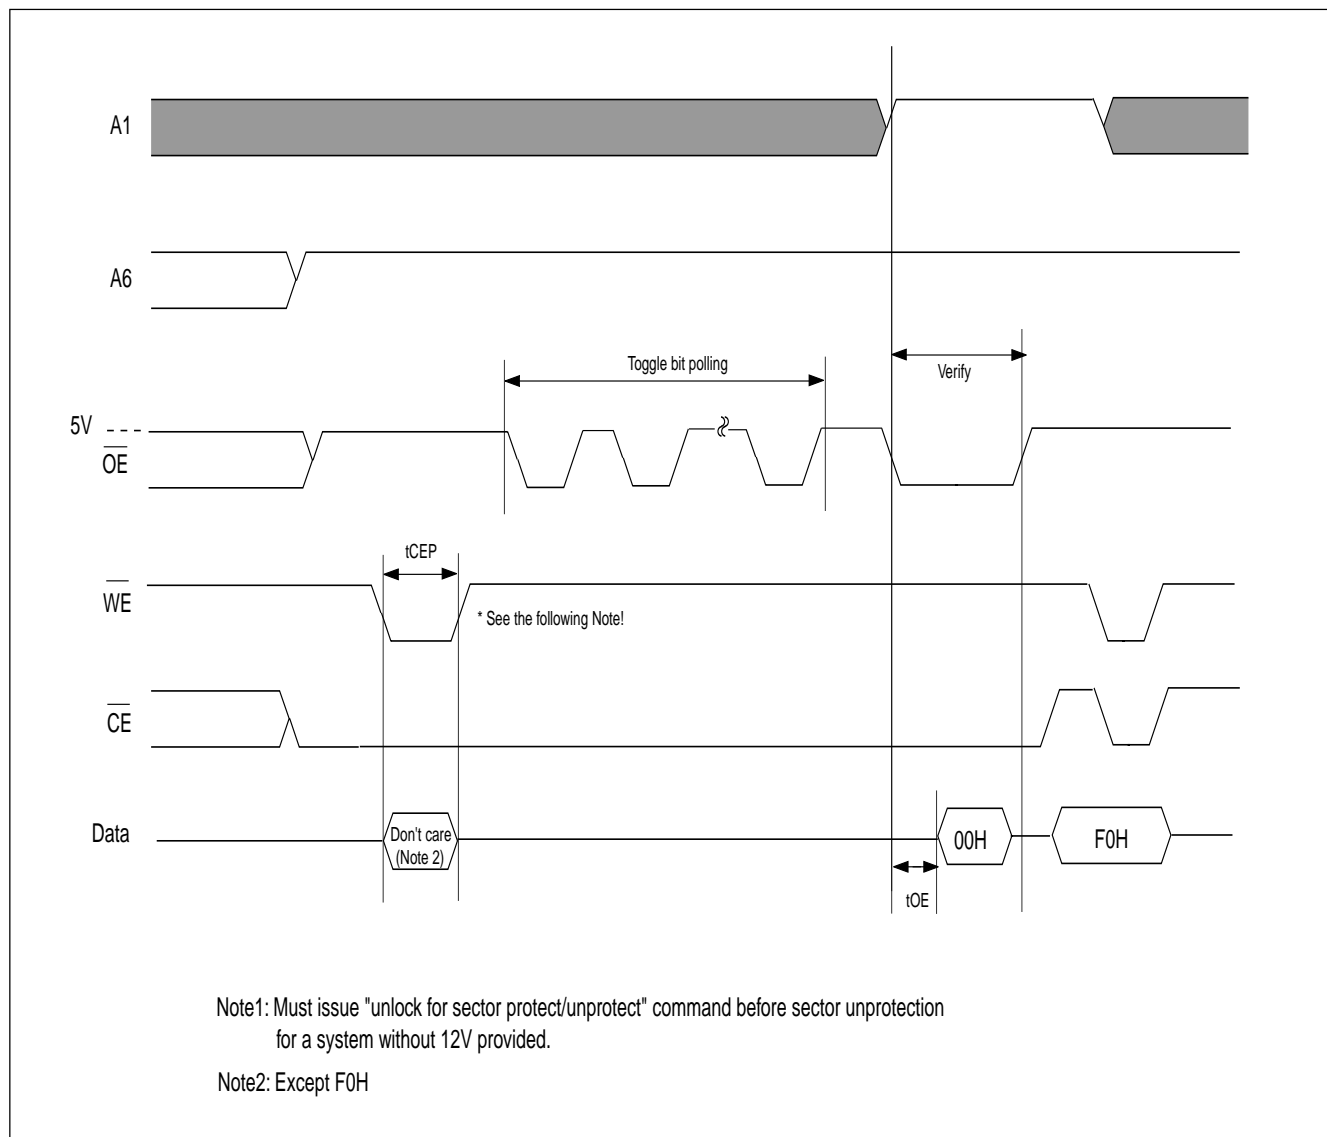 A1
A6
Toggle bit polling
Verify
5V
OE
tCEP
WE
* See the following Note!
CE
Data
Don't care
(Note 2)
00H
F0H
tOE
Note1: Must issue "unlock for sector protect/unprotect" command before sector unprotection
for a system without 12V provided.
Note2: Except F0H